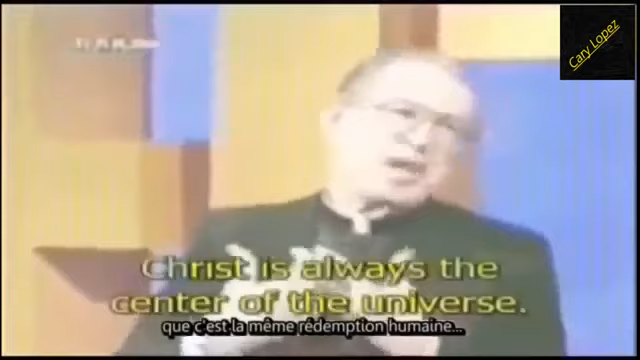 Cary Lopez
Christ is always the
center of the universe.
que c'est la même rédemption humaine...